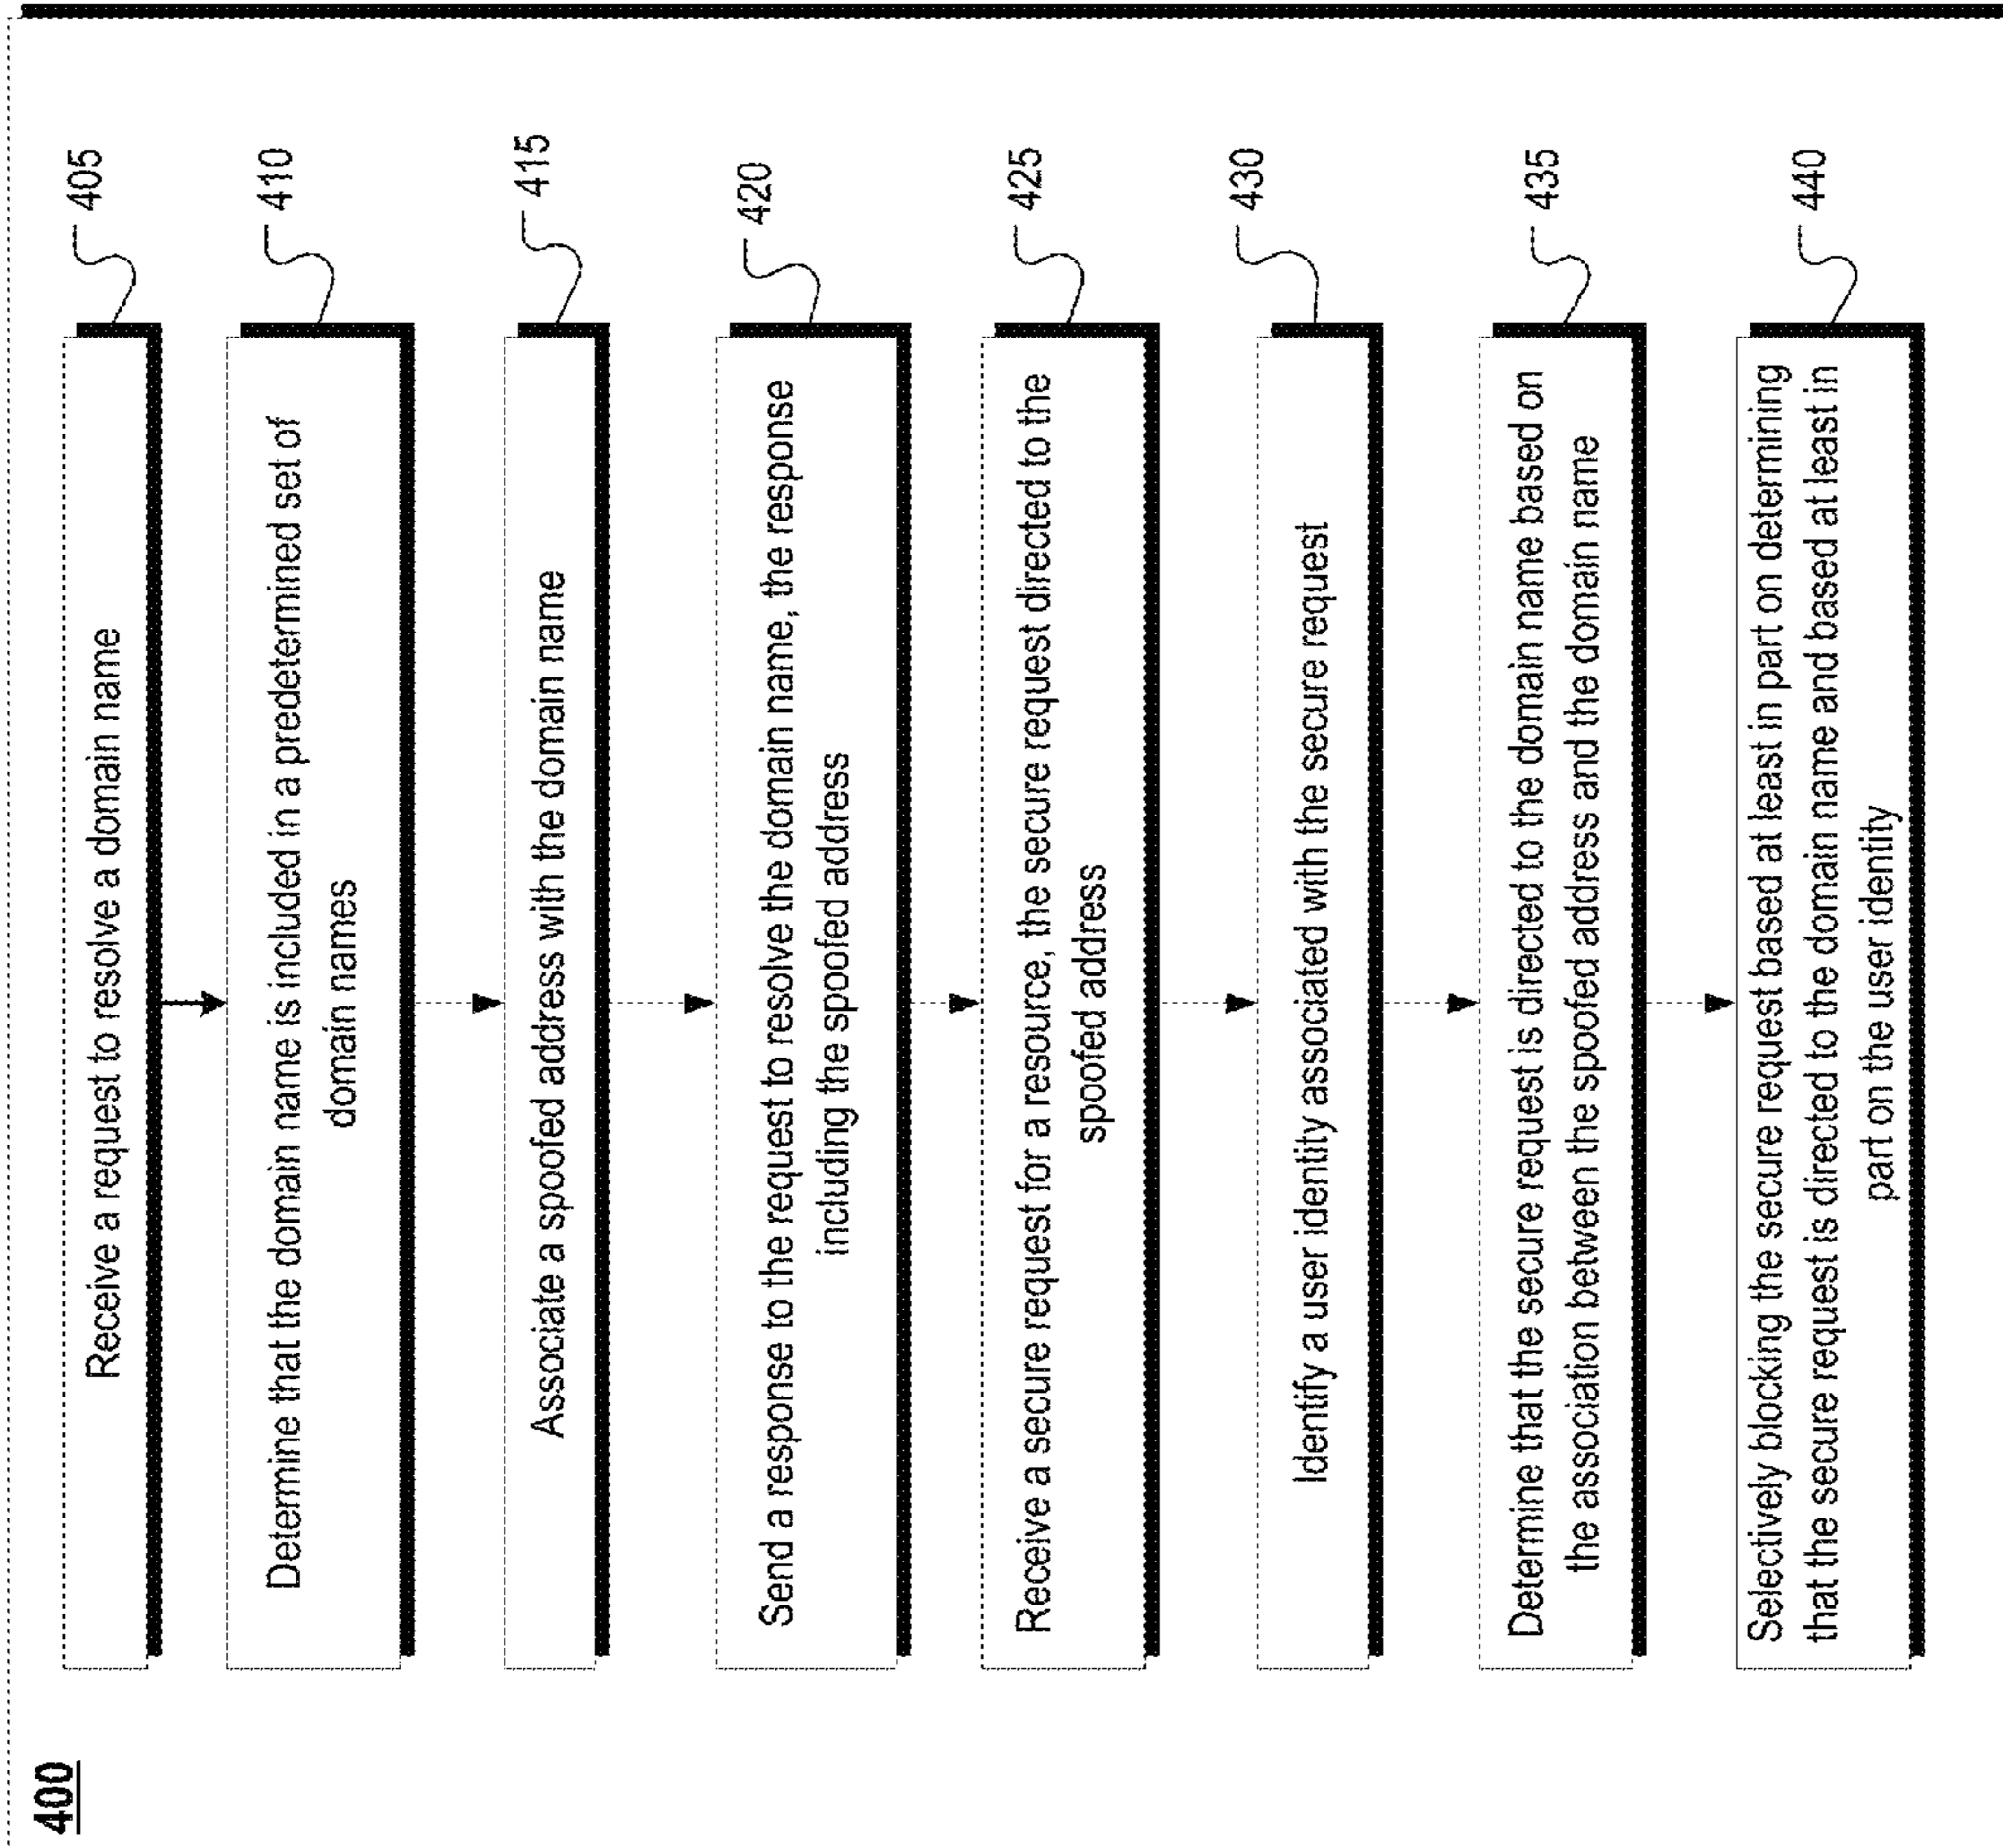 400
Receive a request to resolve a domain name
405
Determine that the domain name is included in a predetermined set of
domain names
410
Associate a spoofed address with the domain name
415
Send a response to the request to resolve the domain name, the response
including the spoofed address
420
Receive a secure request for a resource, the secure request directed to the
spoofed address
425
Identify a user identity associated with the secure request
430
Determine that the secure request is directed to the domain name based on
the association between the spoofed address and the domain name
435
Selectively blocking the secure request based at least in part on determining
that the secure request is directed to the domain name and based at least in
part on the user identity
440